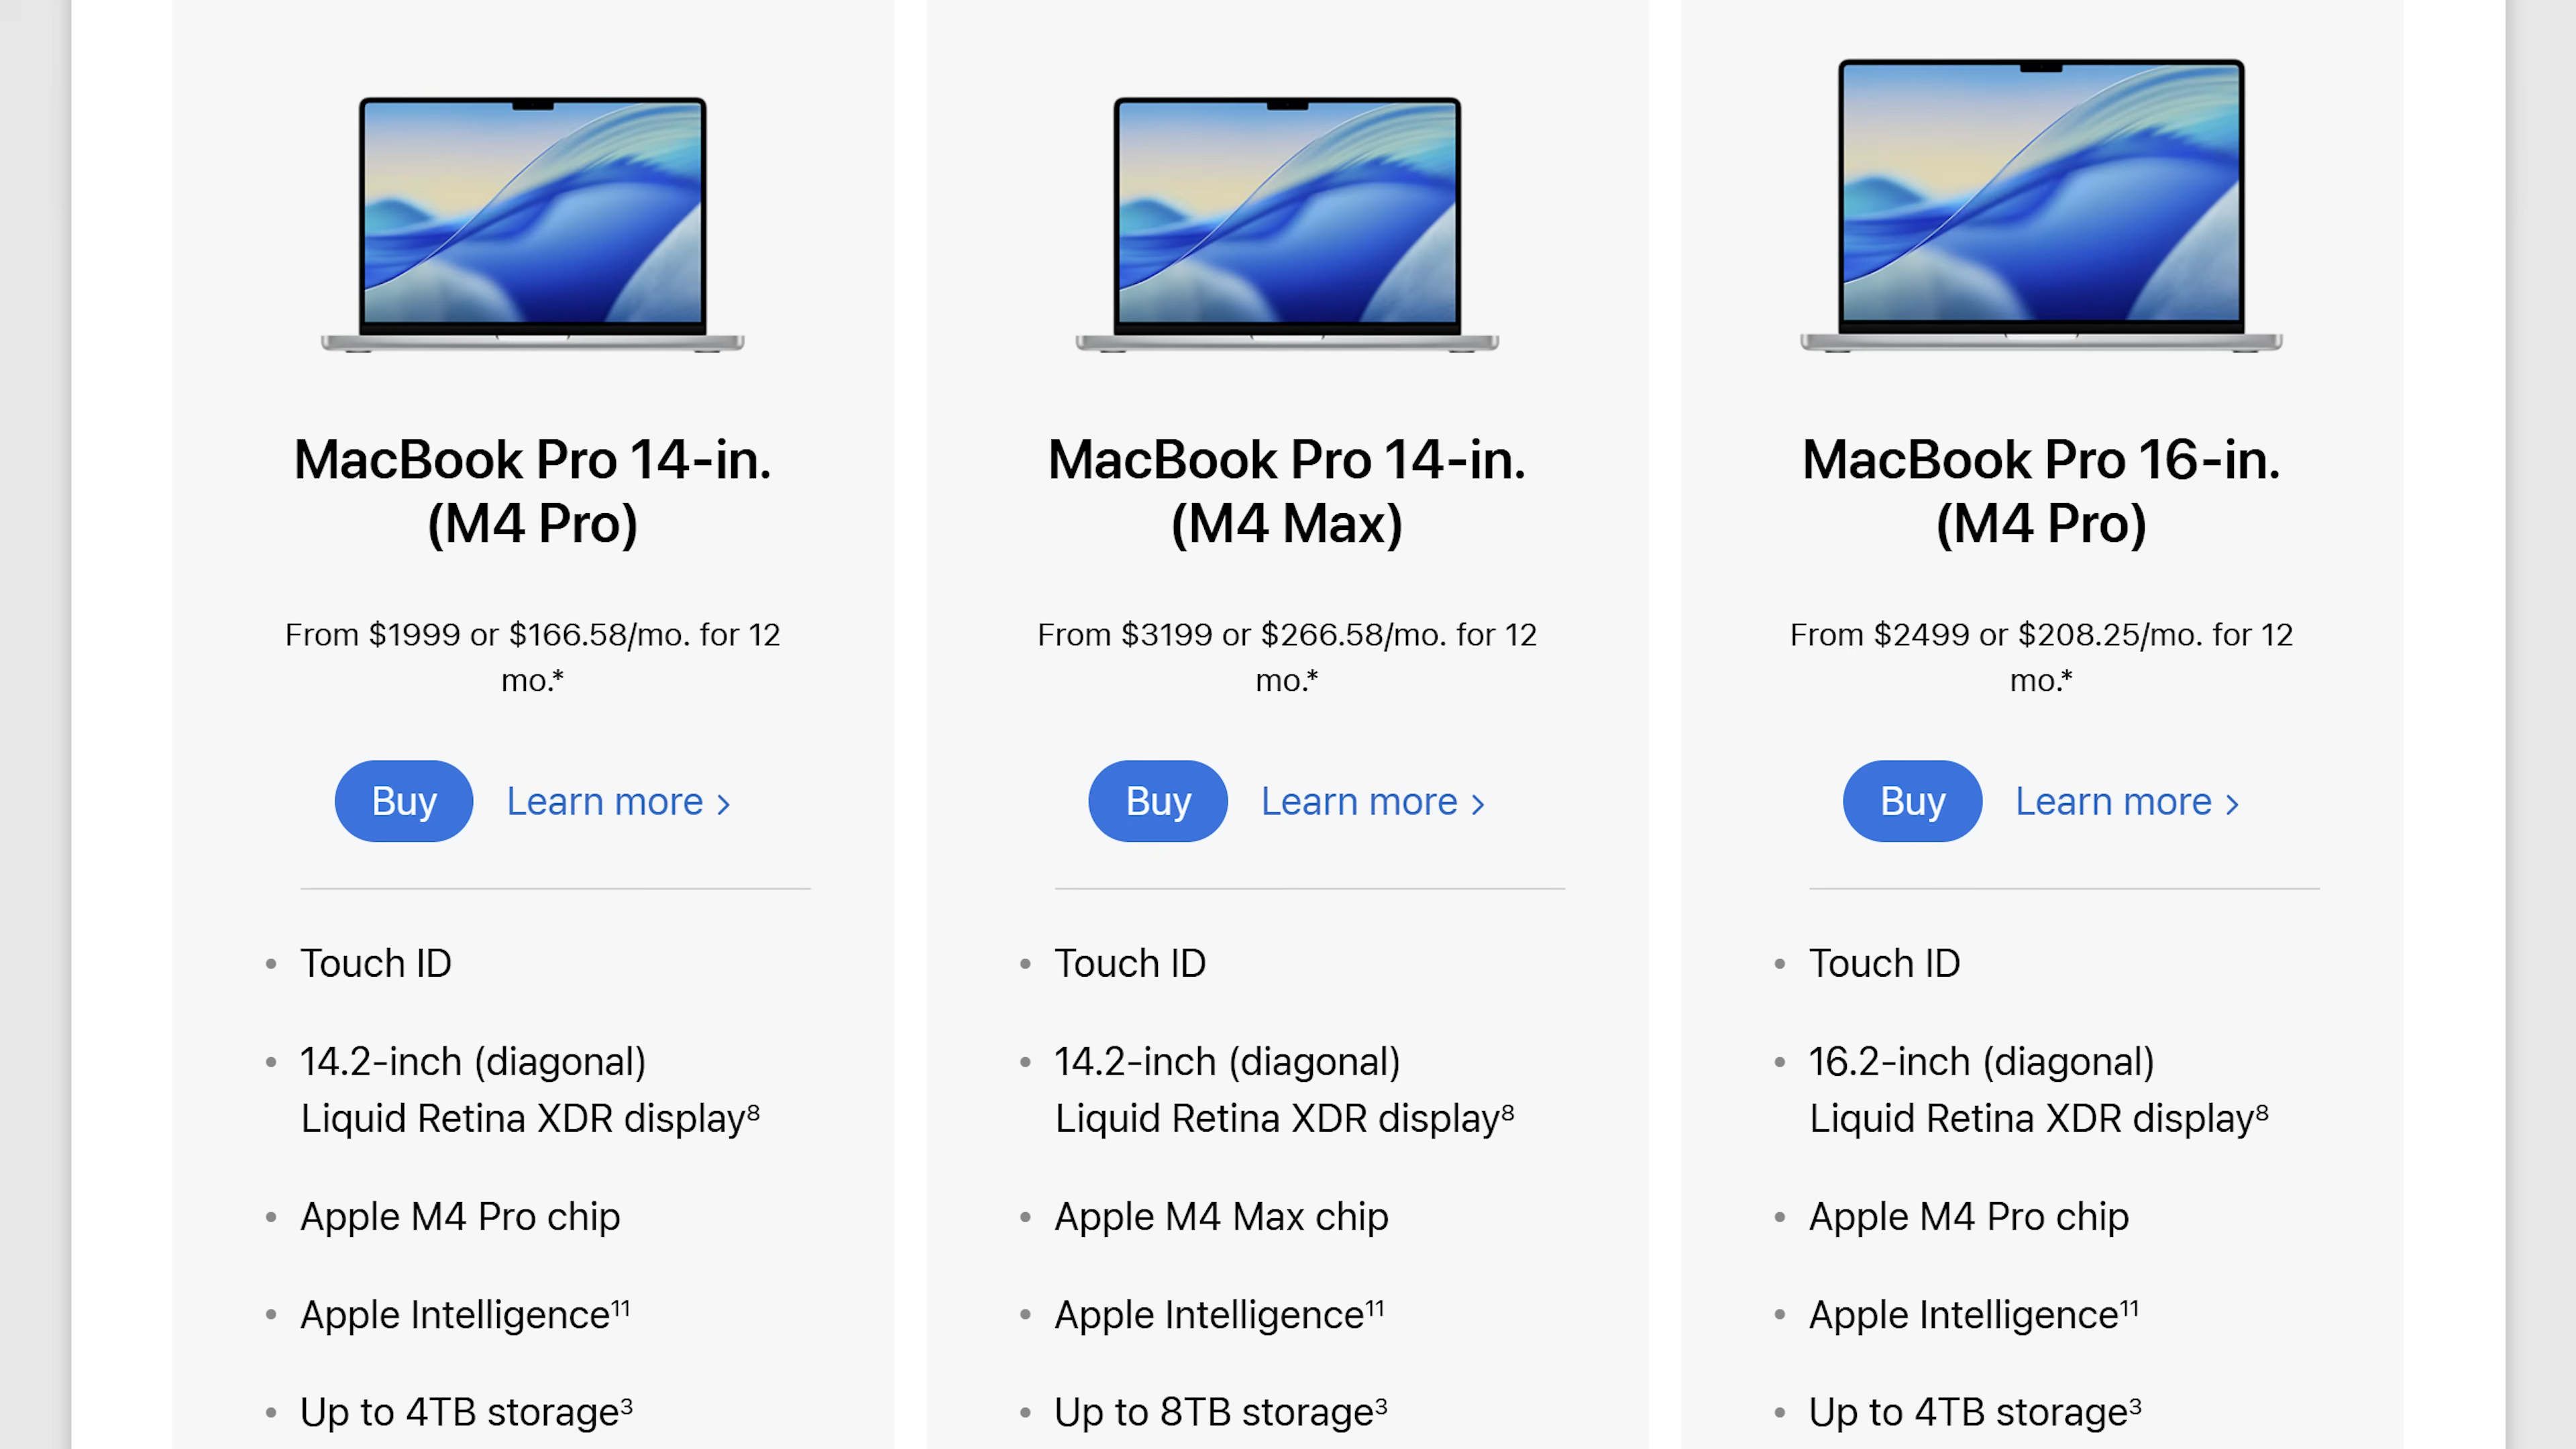 MacBook Pro 14-in.
(M4 Pro)
From $1999 or $166.58/mo. for 12
mo.*
Buy
Learn more >
• Touch ID
• 14.2-inch (diagonal)
Liquid Retina XDR display⁸
• Apple M4 Pro chip
• Apple Intelligence¹¹
• Up to 4TB storage³
MacBook Pro 14-in.
(M4 Max)
From $3199 or $266.58/mo. for 12
mo.*
Buy
Learn more >
• Touch ID
• 14.2-inch (diagonal)
Liquid Retina XDR display⁸
• Apple M4 Max chip
• Apple Intelligence¹¹
• Up to 8TB storage³
MacBook Pro 16-in.
(M4 Pro)
From $2499 or $208.25/mo. for 12
mo.*
Buy
Learn more >
• Touch ID
• 16.2-inch (diagonal)
Liquid Retina XDR display⁸
• Apple M4 Pro chip
• Apple Intelligence¹¹
• Up to 4TB storage³